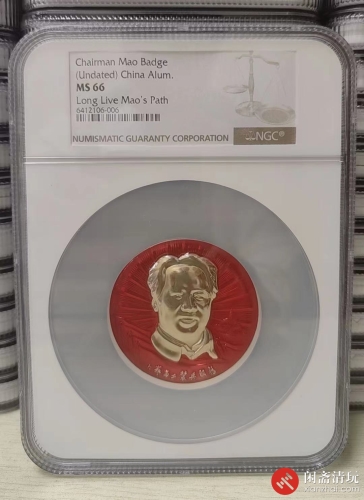 Chairman Mao Badge
(Undated) China Alum.
MS 66
Long Live Mao's Path
6412106-006
NUMISMATIC GUARANTY CORPORATION
NGC®
闲斋清玩